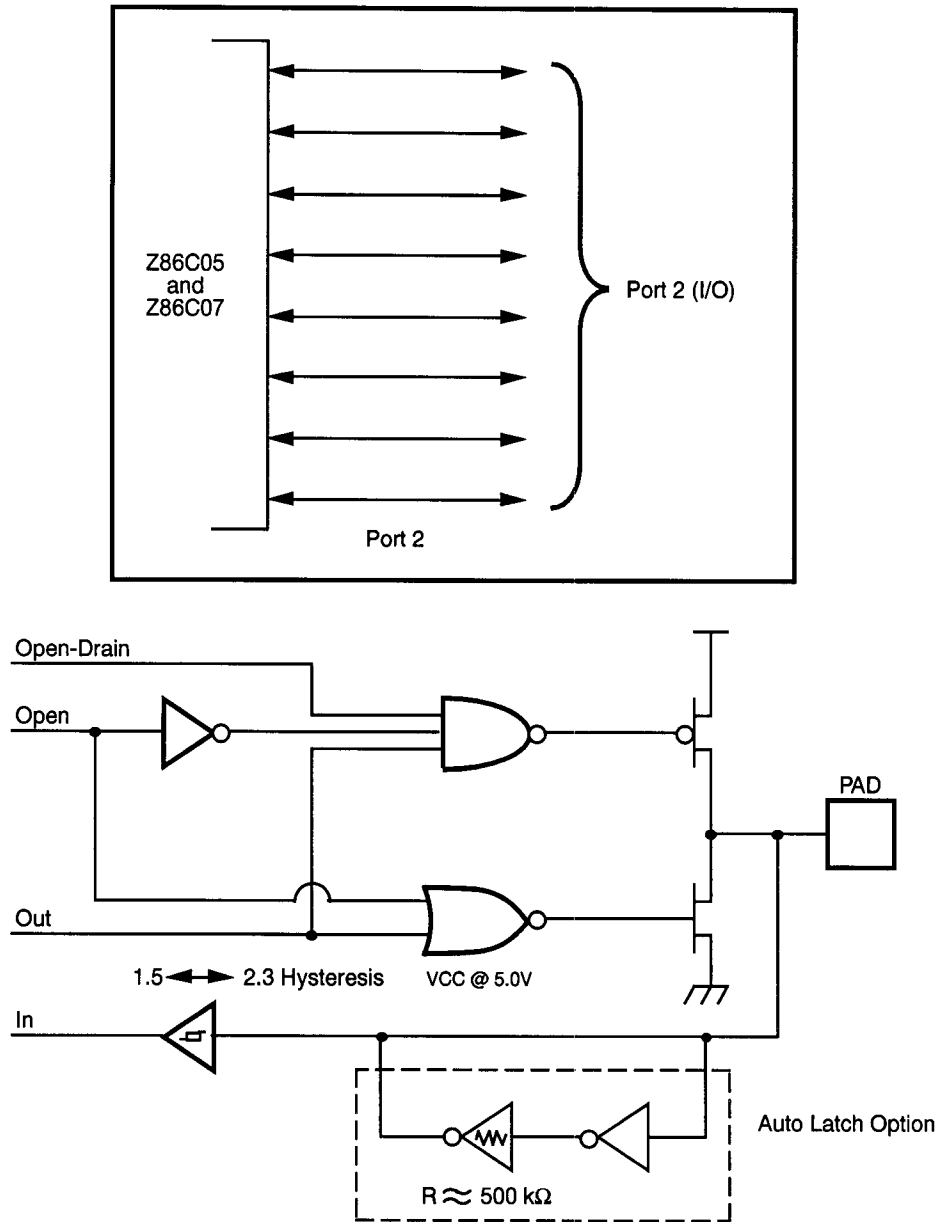 Z86C05
and
Z86C07
Port 2 (I/O)
Port 2
Open-Drain
Open
PAD
Out
1.5 2.3 Hysteresis VCC @ 5.0V
In
Auto Latch Option
R ≈ 500 kΩ